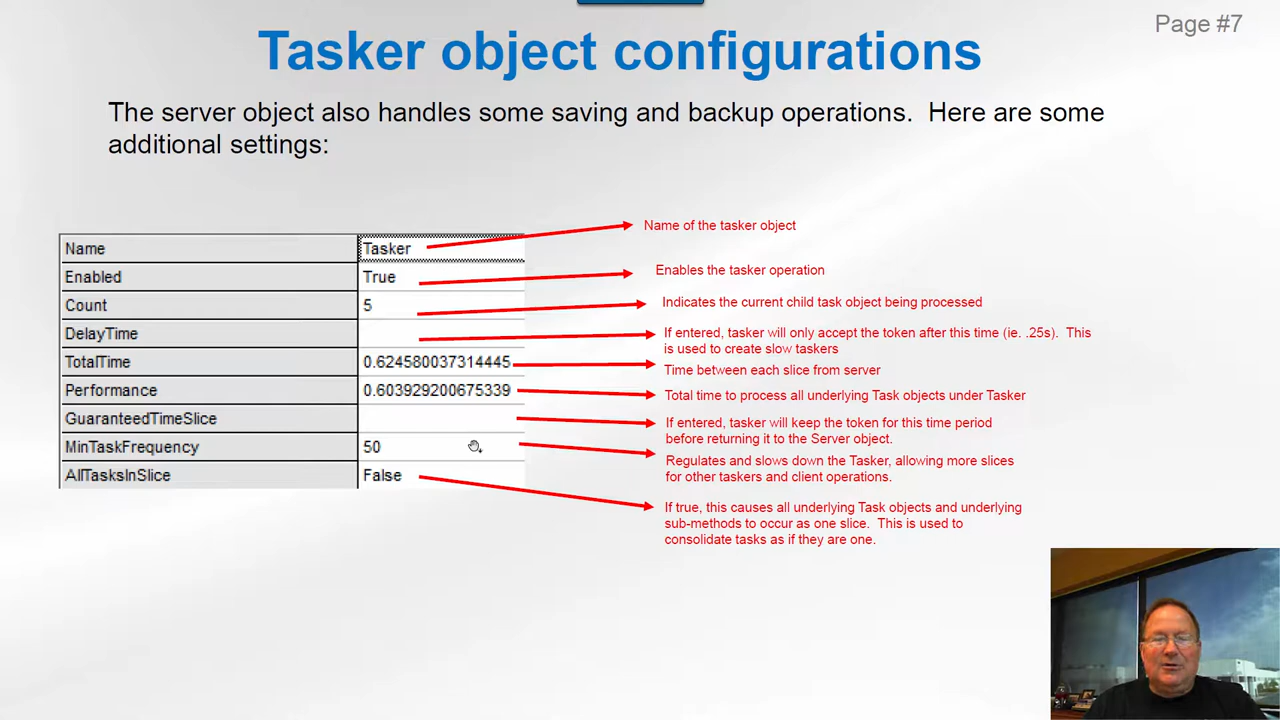 Page #7
Tasker object configurations
The server object also handles some saving and backup operations.  Here are some
additional settings:
Name
Tasker
Name of the tasker object
Enabled
True
Enables the tasker operation
Count
5
Indicates the current child task object being processed
DelayTime
If entered, tasker will only accept the token after this time (ie. .25s).  This
is used to create slow taskers
TotalTime
0.624580037314445
Time between each slice from server
Performance
0.603929200675339
Total time to process all underlying Task objects under Tasker
GuaranteedTimeSlice
If entered, tasker will keep the token for this time period
before returning it to the Server object.
MinTaskFrequency
50
Regulates and slows down the Tasker, allowing more slices
for other taskers and client operations.
AllTasksInSlice
False
If true, this causes all underlying Task objects and underlying
sub-methods to occur as one slice.  This is used to
consolidate tasks as if they are one.